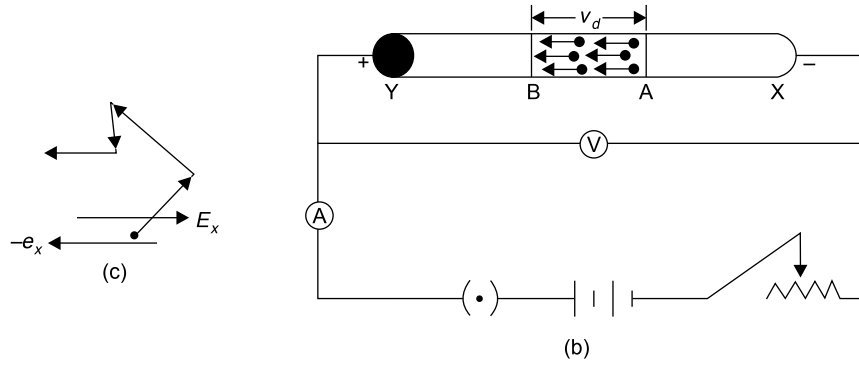 v_d
+ –
Y B A X
V
A
E_x
–e_x
(c)
(b)